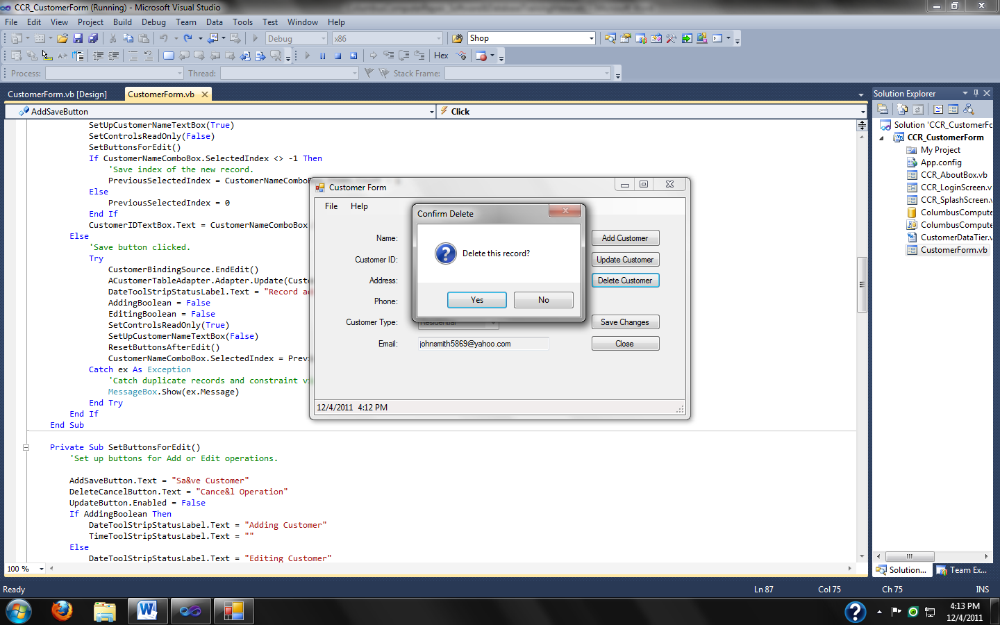 CCR_CustomerForm (Running) - Microsoft Visual Studio
File Edit View Project Build Debug Team Data Tools Test Window Help
Debug x86 Shop
Hex
Process: Thread: Stack Frame:
CustomerForm.vb [Design] CustomerForm.vb
AddSaveButton Click
SetUpCustomerNameTextBox(True)
SetControlsReadOnly(False)
SetButtonsForEdit()
If CustomerNameComboBox.SelectedIndex <> -1 Then
'Save index of the new record.
PreviousSelectedIndex = CustomerNameCombo
Else
PreviousSelectedIndex = 0
End If
CustomerIDTextBox.Text = CustomerNameComboBox
Else
'Save button clicked.
Try
CustomerBindingSource.EndEdit()
ACustomerTableAdapter.Adapter.Update(Custo
DateToolStripStatusLabel.Text = "Record a
AddingBoolean = False
EditingBoolean = False
SetControlsReadOnly(True)
SetUpCustomerNameTextBox(False)
ResetButtonsAfterEdit()
CustomerNameComboBox.SelectedIndex = Previ
Catch ex As Exception
'Catch duplicate records and constraint vi
MessageBox.Show(ex.Message)
End Try
End If
End Sub
Private Sub SetButtonsForEdit()
'Set up buttons for Add or Edit operations.
AddSaveButton.Text = "Sa&ve Customer"
DeleteCancelButton.Text = "Cance&l Operation"
UpdateButton.Enabled = False
If AddingBoolean Then
DateToolStripStatusLabel.Text = "Adding Customer"
TimeToolStripStatusLabel.Text = ""
Else
DateToolStripStatusLabel.Text = "Editing Customer"
100 %
Customer Form
File Help
Name:
Customer ID:
Address:
Phone:
Customer Type: Residential
Email: johnsmith5869@yahoo.com
Add Customer
Update Customer
Delete Customer
Save Changes
Close
12/4/2011 4:12 PM
Confirm Delete
Delete this record?
Yes No
Solution Explorer
Solution 'CCR_CustomerFo
CCR_CustomerForm
My Project
App.config
CCR_AboutBox.vb
CCR_LoginScreen.v
CCR_SplashScreen.v
ColumbusCompute
ColumbusCompute
CustomerDataTier.v
CustomerForm.vb
Solution... Team Ex...
Ready Ln 87 Col 75 Ch 75 INS
4:13 PM
12/4/2011